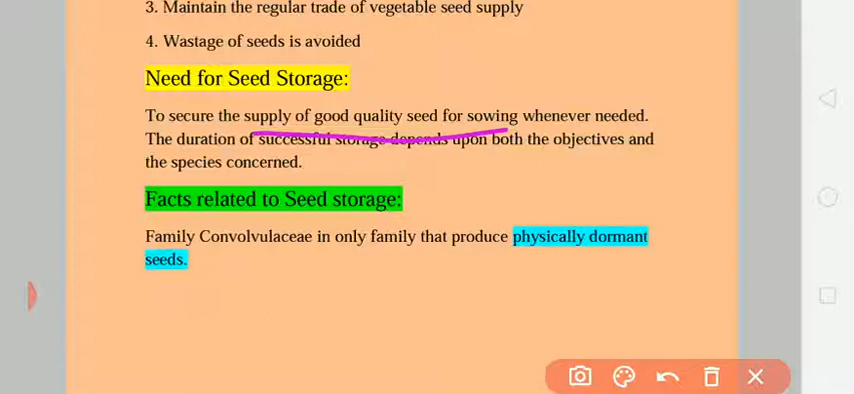 3. Maintain the regular trade of vegetable seed supply
4. Wastage of seeds is avoided
Need for Seed Storage:
To secure the supply of good quality seed for sowing whenever needed.
The duration of successful storage depends upon both the objectives and
the species concerned.
Facts related to Seed storage:
Family Convolvulaceae in only family that produce physically dormant
seeds.